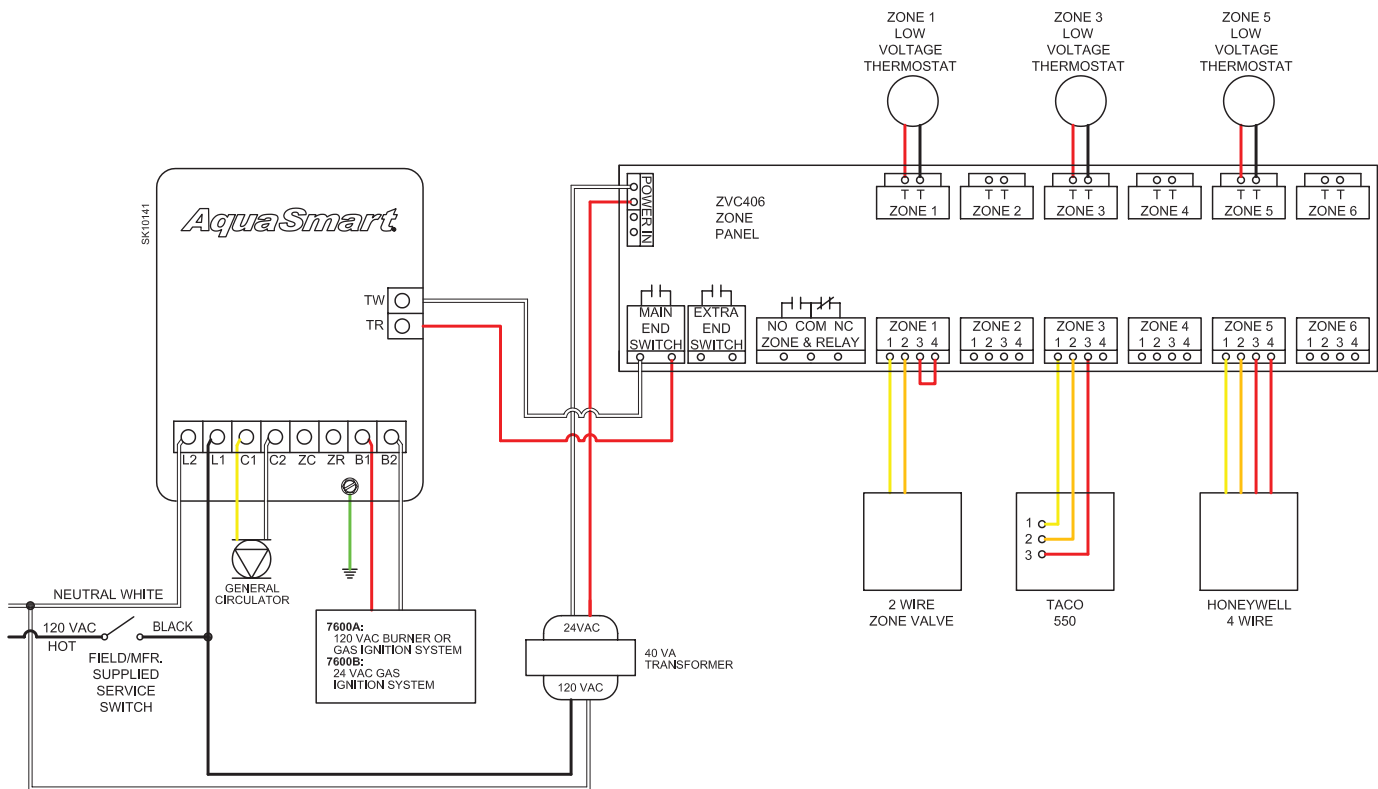 ZONE 1
LOW
VOLTAGE
THERMOSTAT
ZONE 3
LOW
VOLTAGE
THERMOSTAT
ZONE 5
LOW
VOLTAGE
THERMOSTAT
SK10141
AquaSmart
TW
TR
L2 L1 C1 C2 ZC ZR B1 B2
POWER IN
ZVC406
ZONE
PANEL
T T
ZONE 1
T T
ZONE 2
T T
ZONE 3
T T
ZONE 4
T T
ZONE 5
T T
ZONE 6
MAIN
END
SWITCH
EXTRA
END
SWITCH
NO COM NC
ZONE & RELAY
ZONE 1
1 2 3 4
ZONE 2
1 2 3 4
ZONE 3
1 2 3 4
ZONE 4
1 2 3 4
ZONE 5
1 2 3 4
ZONE 6
1 2 3 4
NEUTRAL WHITE
120 VAC
HOT
BLACK
FIELD/MFR.
SUPPLIED
SERVICE
SWITCH
GENERAL
CIRCULATOR
7600A:
120 VAC BURNER OR
GAS IGNITION SYSTEM
7600B:
24 VAC GAS
IGNITION SYSTEM
24VAC
120 VAC
40 VA
TRANSFORMER
2 WIRE
ZONE VALVE
1
2
3
TACO
550
HONEYWELL
4 WIRE